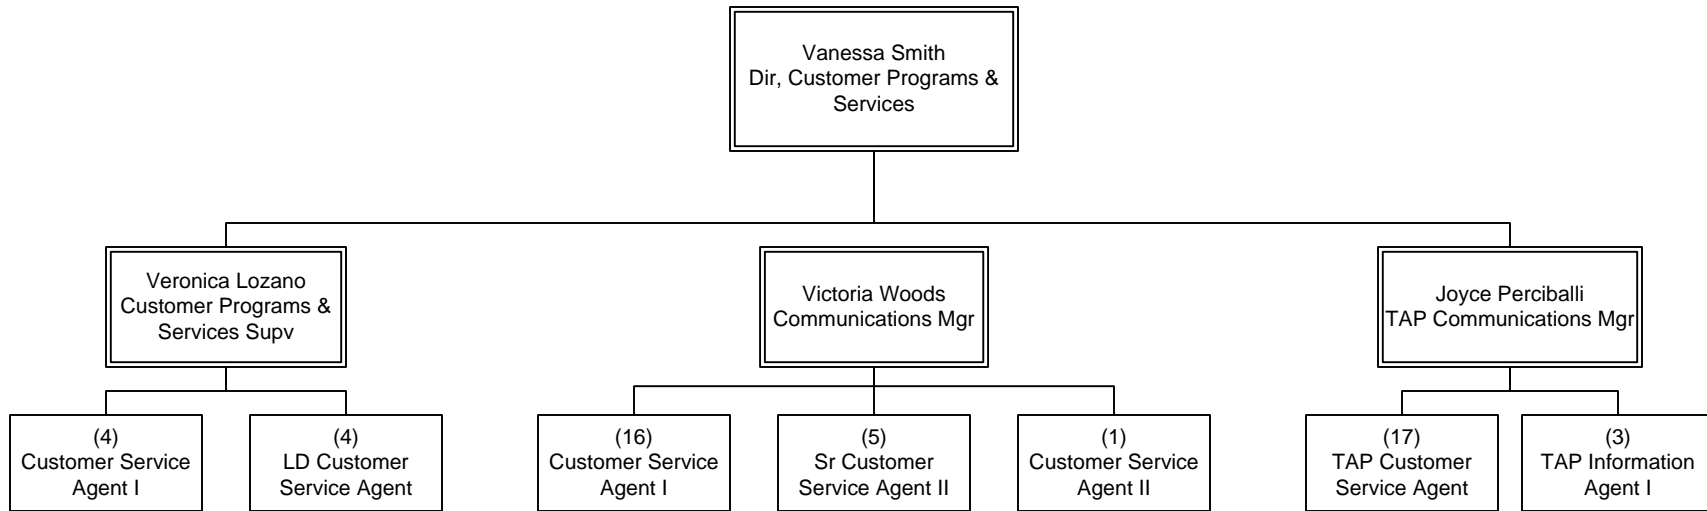 Vanessa Smith
Dir, Customer Programs &
Services
Veronica Lozano
Customer Programs &
Services Supv
Victoria Woods
Communications Mgr
Joyce Perciballi
TAP Communications Mgr
(4)
Customer Service
Agent I
(4)
LD Customer
Service Agent
(16)
Customer Service
Agent I
(5)
Sr Customer
Service Agent II
(1)
Customer Service
Agent II
(17)
TAP Customer
Service Agent
(3)
TAP Information
Agent I